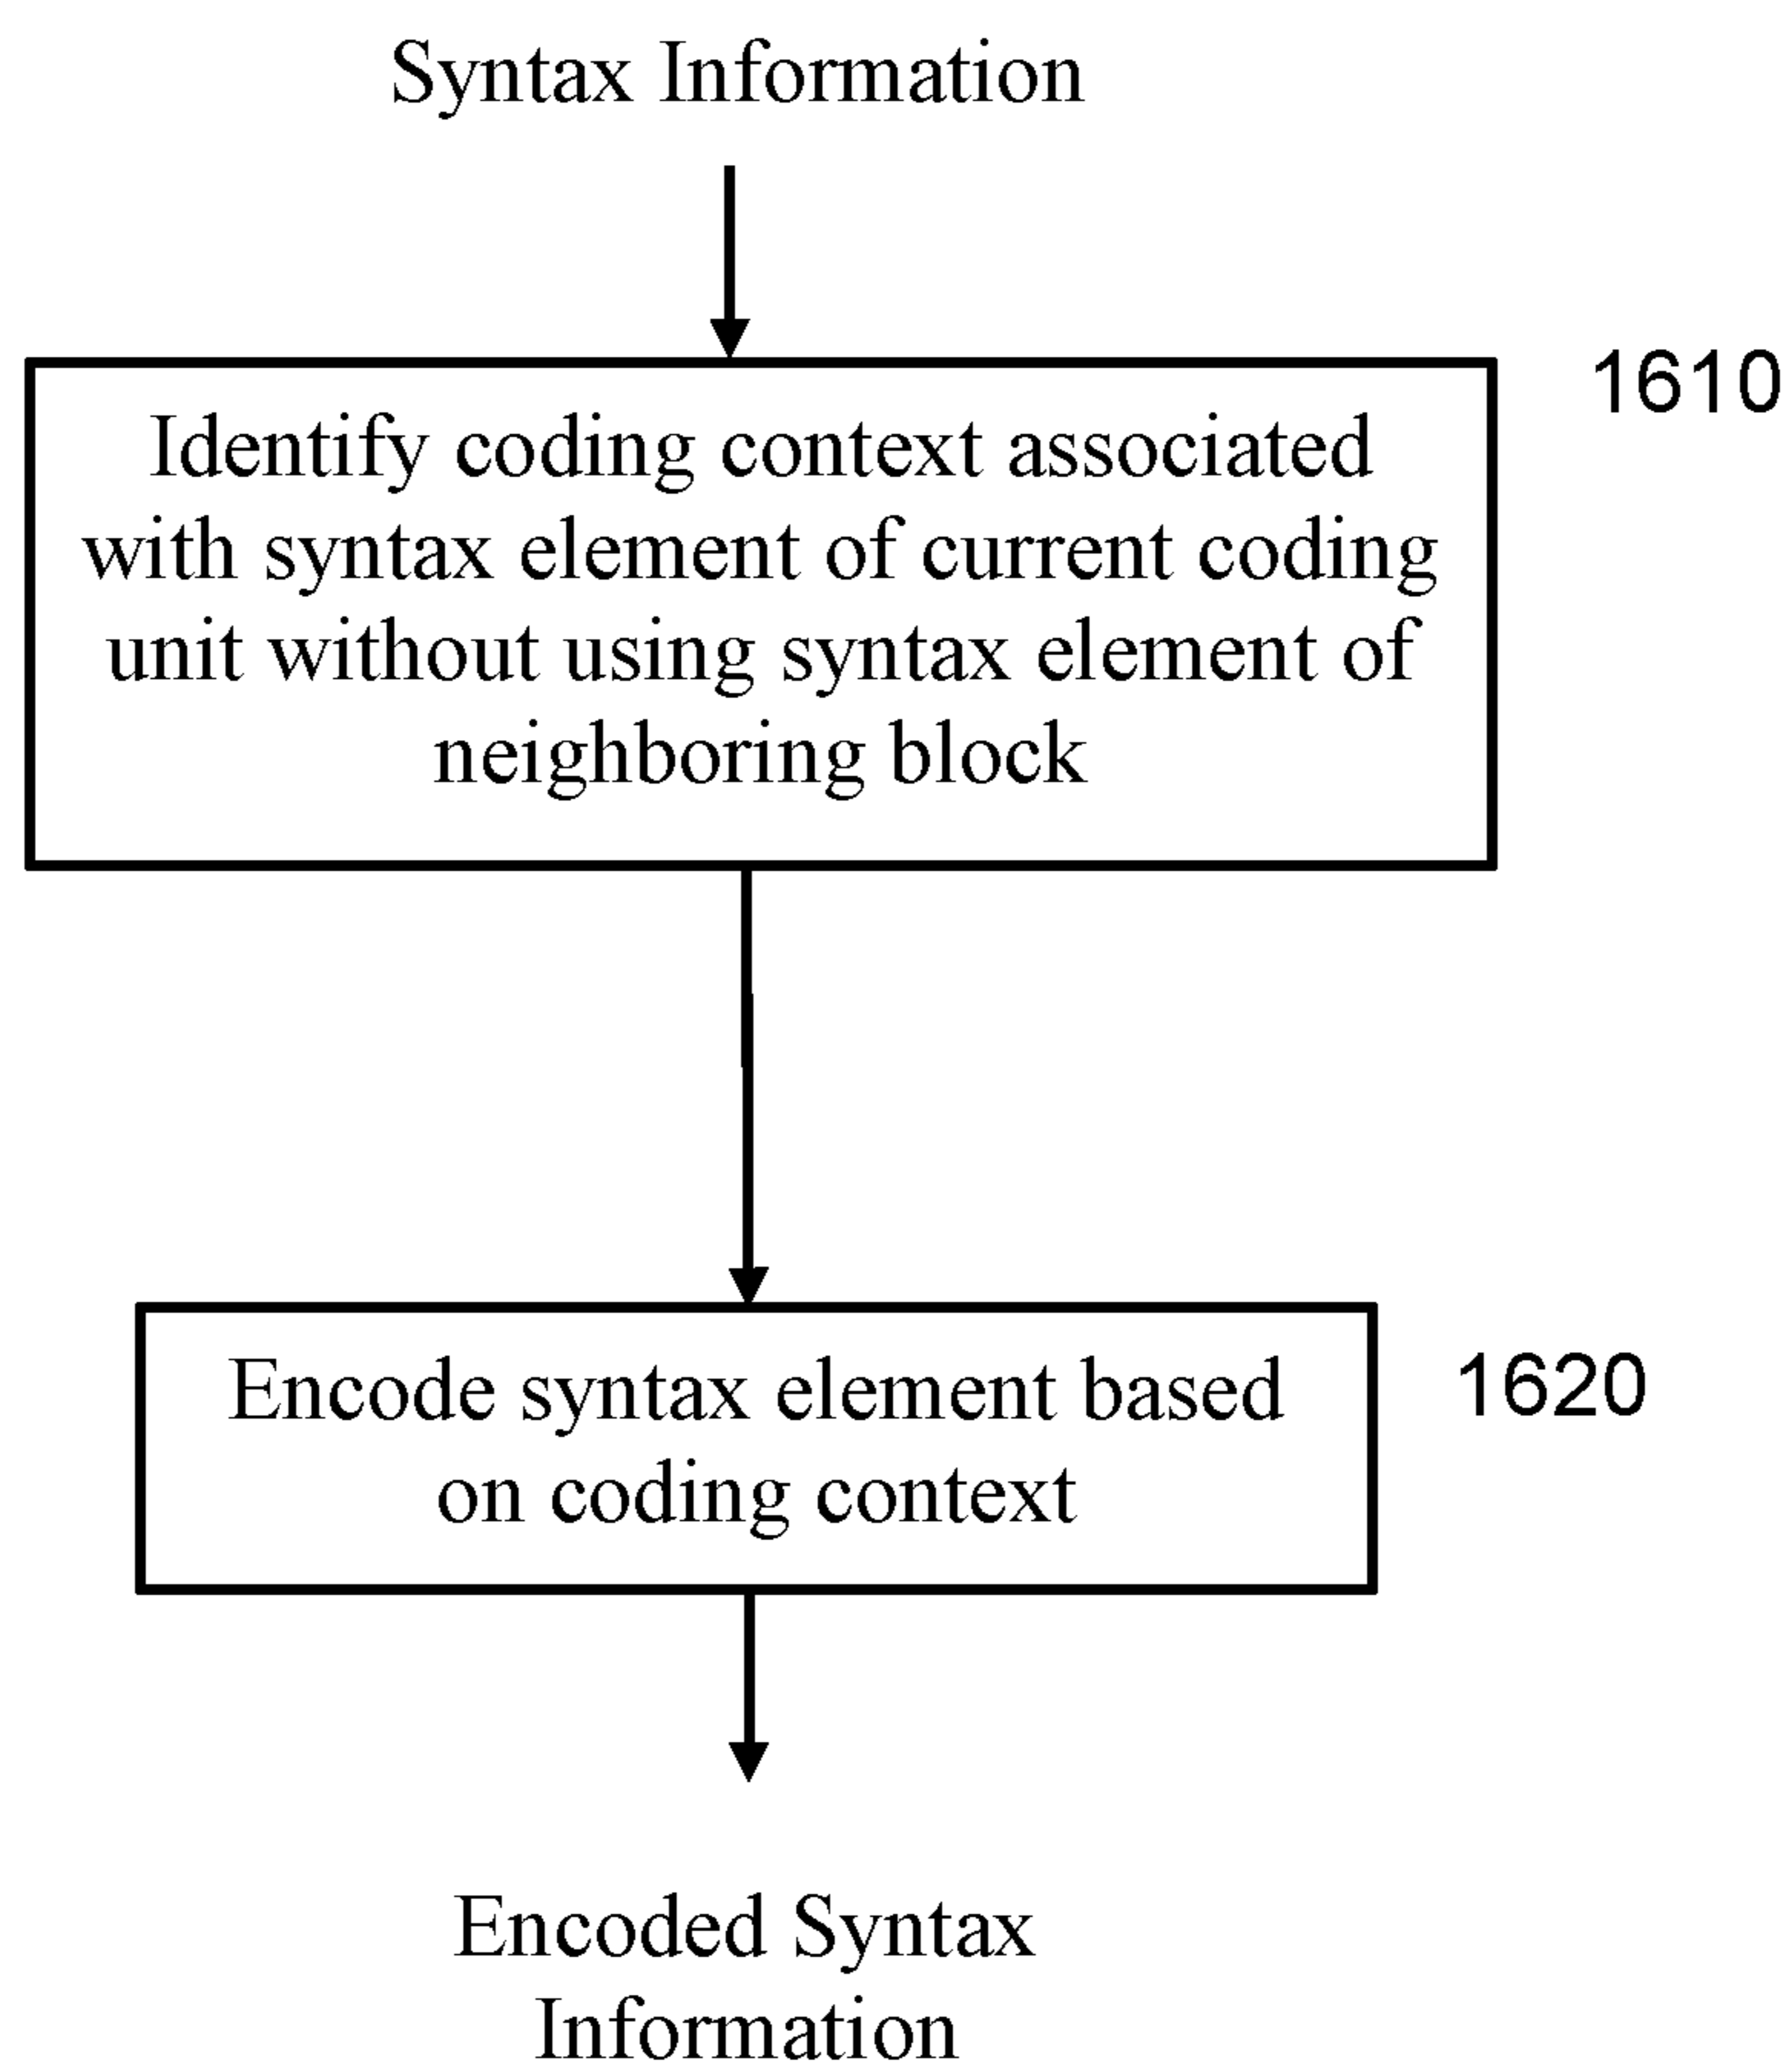 Syntax Information
1610
Identify coding context associated
with syntax element of current coding
unit without using syntax element of
neighboring block
Encode syntax element based
on coding context
1620
Encoded Syntax
Information